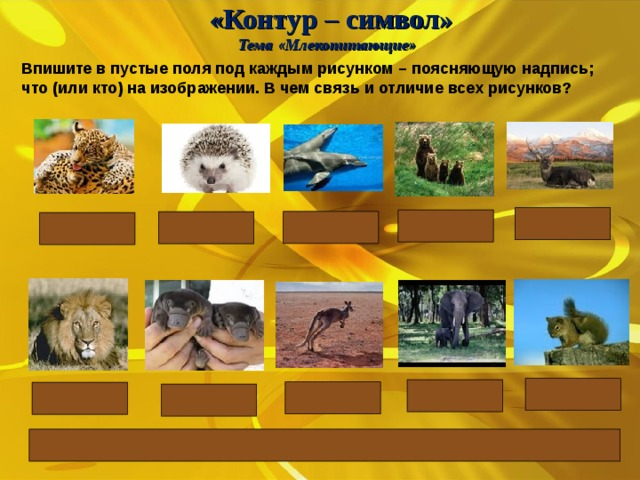 «Контур – символ»
Тема «Млекопитающие»
Впишите в пустые поля под каждым рисунком – поясняющую надпись;
что (или кто) на изображении. В чем связь и отличие всех рисунков?